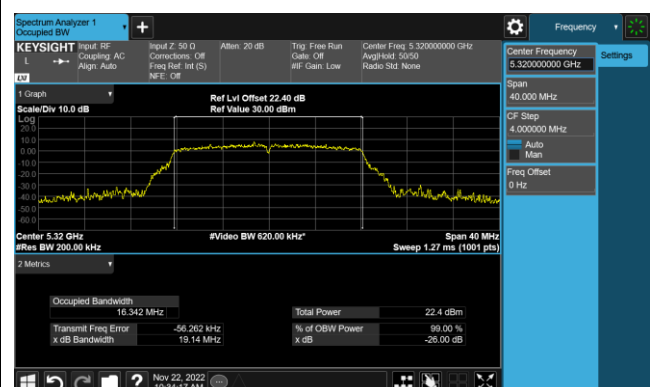 Spectrum Analyzer 1
Occupied BW
Frequency
KEYSIGHT
L
LXI
Input: RF
Coupling: AC
Align: Auto
Input Z: 50 Ω
Corrections: Off
Freq Ref: Int (S)
NFE: Off
Atten: 20 dB
Trig: Free Run
Gate: Off
#IF Gain: Low
Center Freq: 5.320000000 GHz
Avg|Hold: 50/50
Radio Std: None
Center Frequency
5.320000000 GHz
Settings
Span
40.000 MHz
CF Step
4.000000 MHz
Auto
Man
Freq Offset
0 Hz
1 Graph
Scale/Div 10.0 dB
Ref Lvl Offset 22.40 dB
Ref Value 30.00 dBm
Log
20.0
10.0
0.00
-10.0
-20.0
-30.0
-40.0
-50.0
-60.0
Center 5.32 GHz
#Res BW 200.00 kHz
#Video BW 620.00 kHz*
Span 40 MHz
Sweep 1.27 ms (1001 pts)
2 Metrics
Occupied Bandwidth
16.342 MHz
Total Power 22.4 dBm
Transmit Freq Error -56.262 kHz
% of OBW Power 99.00 %
x dB Bandwidth 19.14 MHz
x dB -26.00 dB
?
Nov 22, 2022
10:34:17 AM